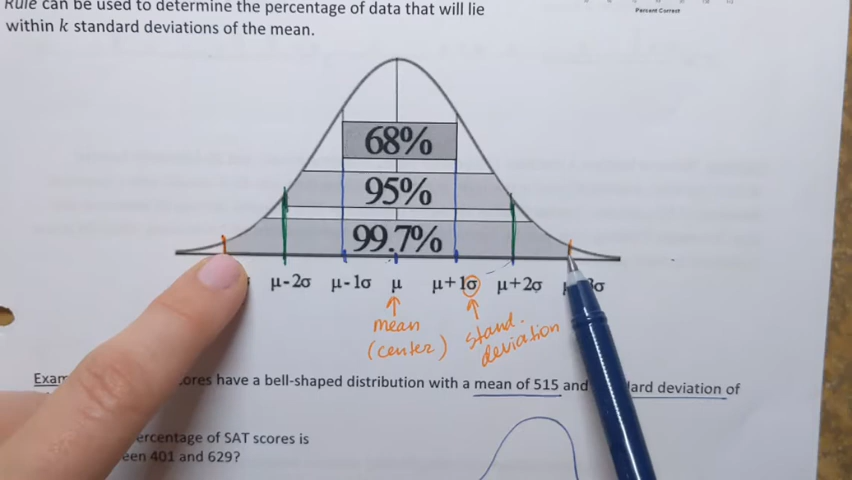 Rule can be used to determine the percentage of data that will lie
within k standard deviations of the mean.
Percent Correct
68%
95%
99.7%
μ-2σ μ-1σ μ μ+1σ μ+2σ
mean
(center)
stand.
deviation
ores have a bell-shaped distribution with a mean of 515 and ard deviation of
ercentage of SAT scores is
een 401 and 629?